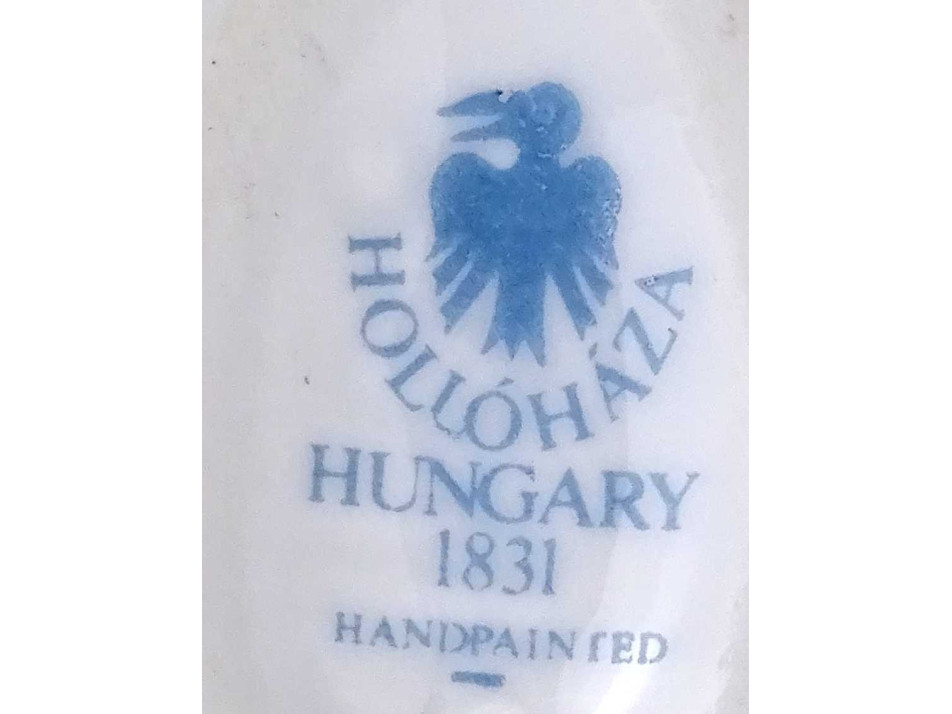 HOLLÓHÁZA
HUNGARY
1831
HANDPAINTED